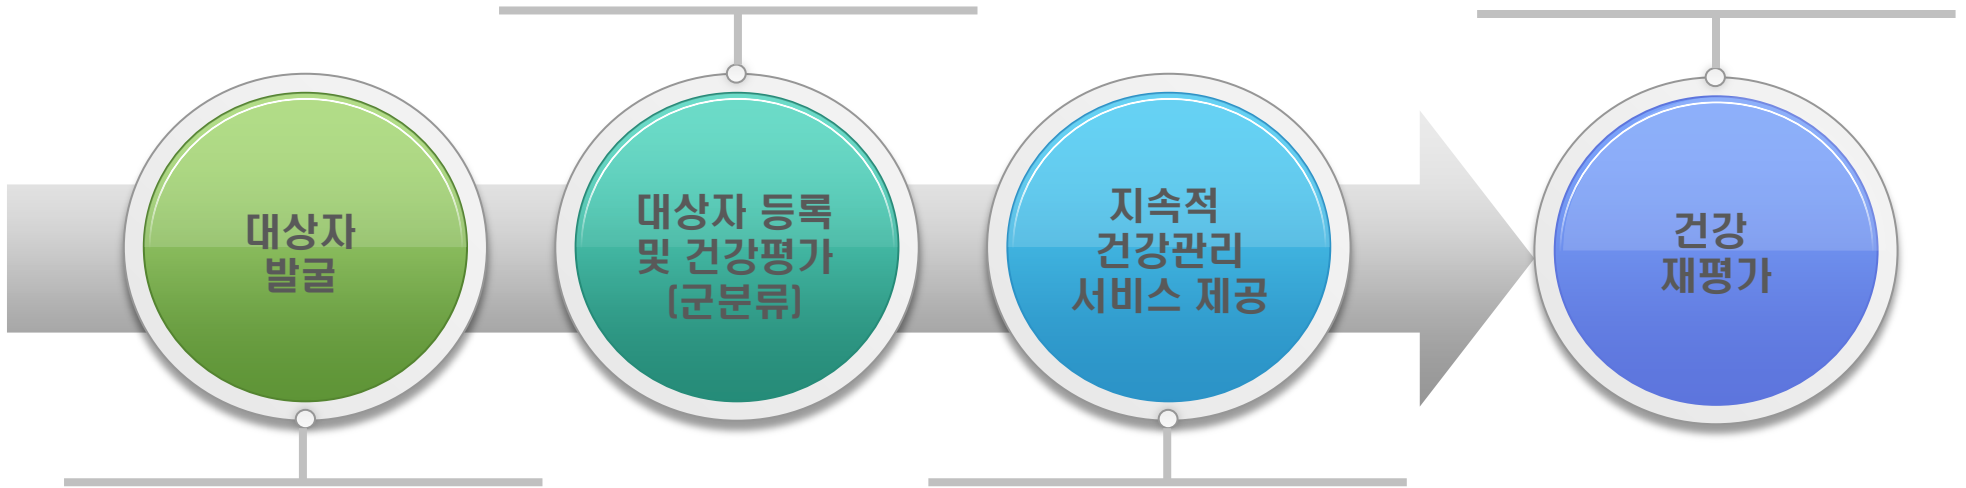 대상자
발굴
대상자 등록
및 건강평가
(군분류)
지속적
건강관리
서비스 제공
건강
재평가